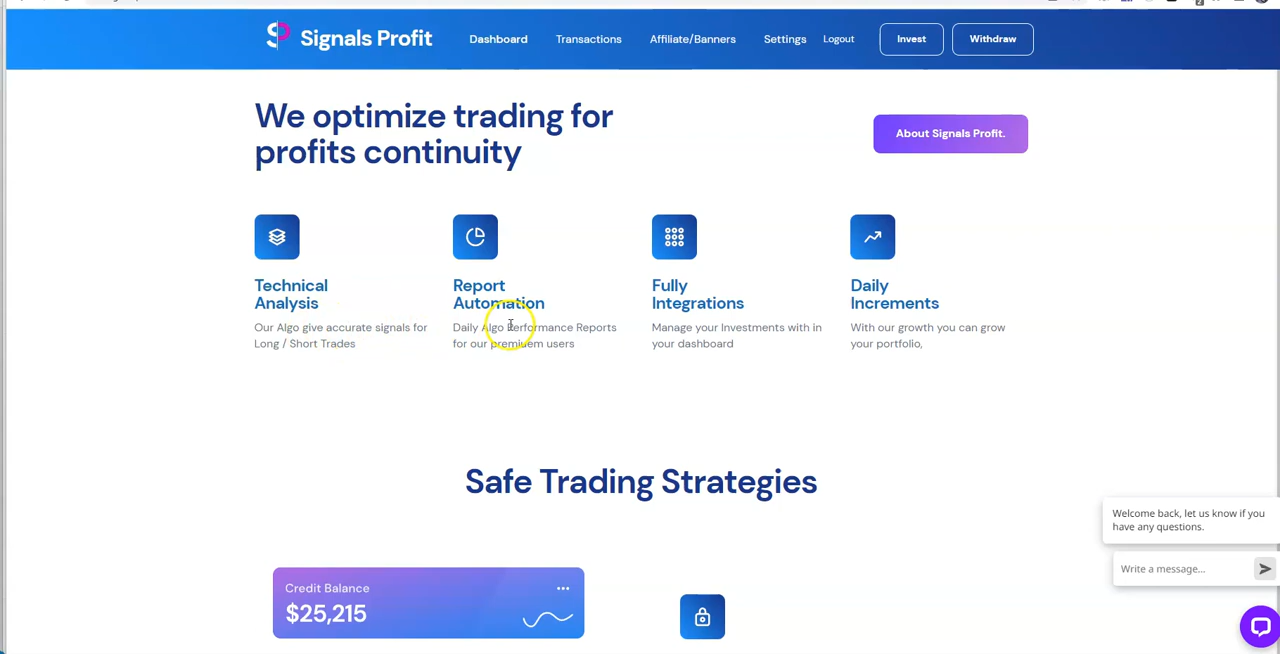 Signals Profit
Dashboard
Transactions
Affiliate/Banners
Settings
Logout
Invest
Withdraw
We optimize trading for
profits continuity
About Signals Profit.
Technical
Analysis
Our Algo give accurate signals for
Long / Short Trades
Report
Automation
Daily Algo Performance Reports
for our premiuem users
Fully
Integrations
Manage your Investments with in
your dashboard
Daily
Increments
With our growth you can grow
your portfolio,
Safe Trading Strategies
Credit Balance
$25,215
Welcome back, let us know if you
have any questions.
Write a message...